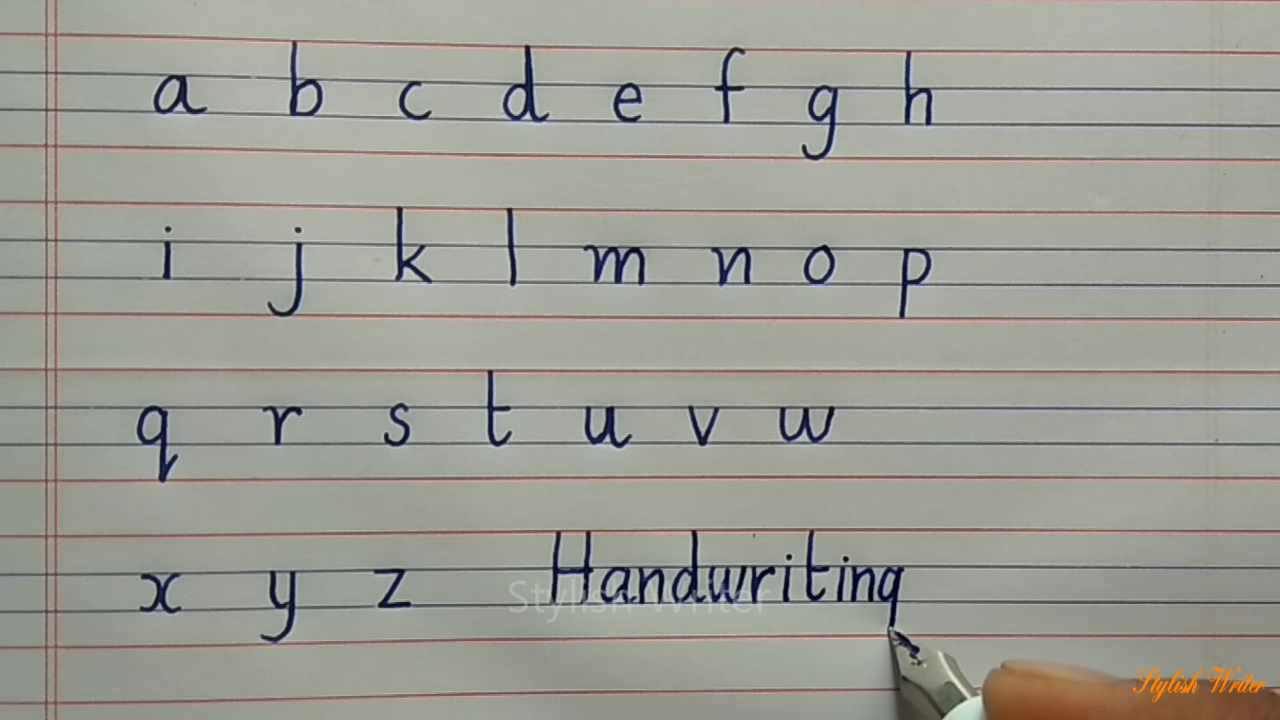 a b c d e f g h
i j k l m n o p
q r s t u v w
x y z Handwriting
Stylish Writer
Stylish Writer